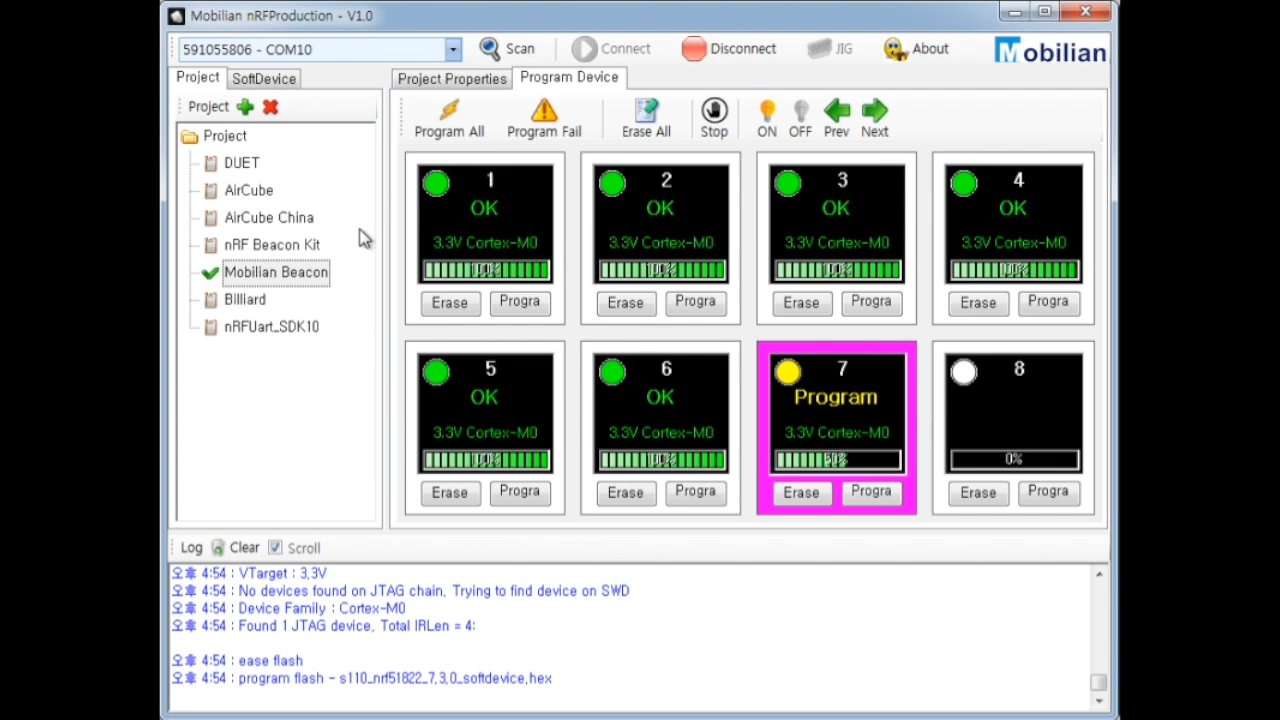 Mobilian nRFProduction - V1.0
591055806 - COM10
Scan
Connect
Disconnect
JIG
About
Mobilian
Project
SoftDevice
Project Properties
Program Device
Project
Program All
Program Fail
Erase All
Stop
ON
OFF
Prev
Next
Project
DUET
AirCube
AirCube China
nRF Beacon Kit
Mobilian Beacon
Billiard
nRFUart_SDK10
1
OK
3.3V Cortex-M0
100%
Erase
Progra
2
OK
3.3V Cortex-M0
100%
Erase
Progra
3
OK
3.3V Cortex-M0
100%
Erase
Progra
4
OK
3.3V Cortex-M0
100%
Erase
Progra
5
OK
3.3V Cortex-M0
100%
Erase
Progra
6
OK
3.3V Cortex-M0
100%
Erase
Progra
7
Program
3.3V Cortex-M0
50%
Erase
Progra
8
0%
Erase
Progra
Log
Clear
Scroll
오후 4:54 : VTarget : 3.3V
오후 4:54 : No devices found on JTAG chain, Trying to find device on SWD
오후 4:54 : Device Family : Cortex-M0
오후 4:54 : Found 1 JTAG device, Total IRLen = 4:
오후 4:54 : ease flash
오후 4:54 : program flash - s110_nrf51822_7.3.0_softdevice.hex